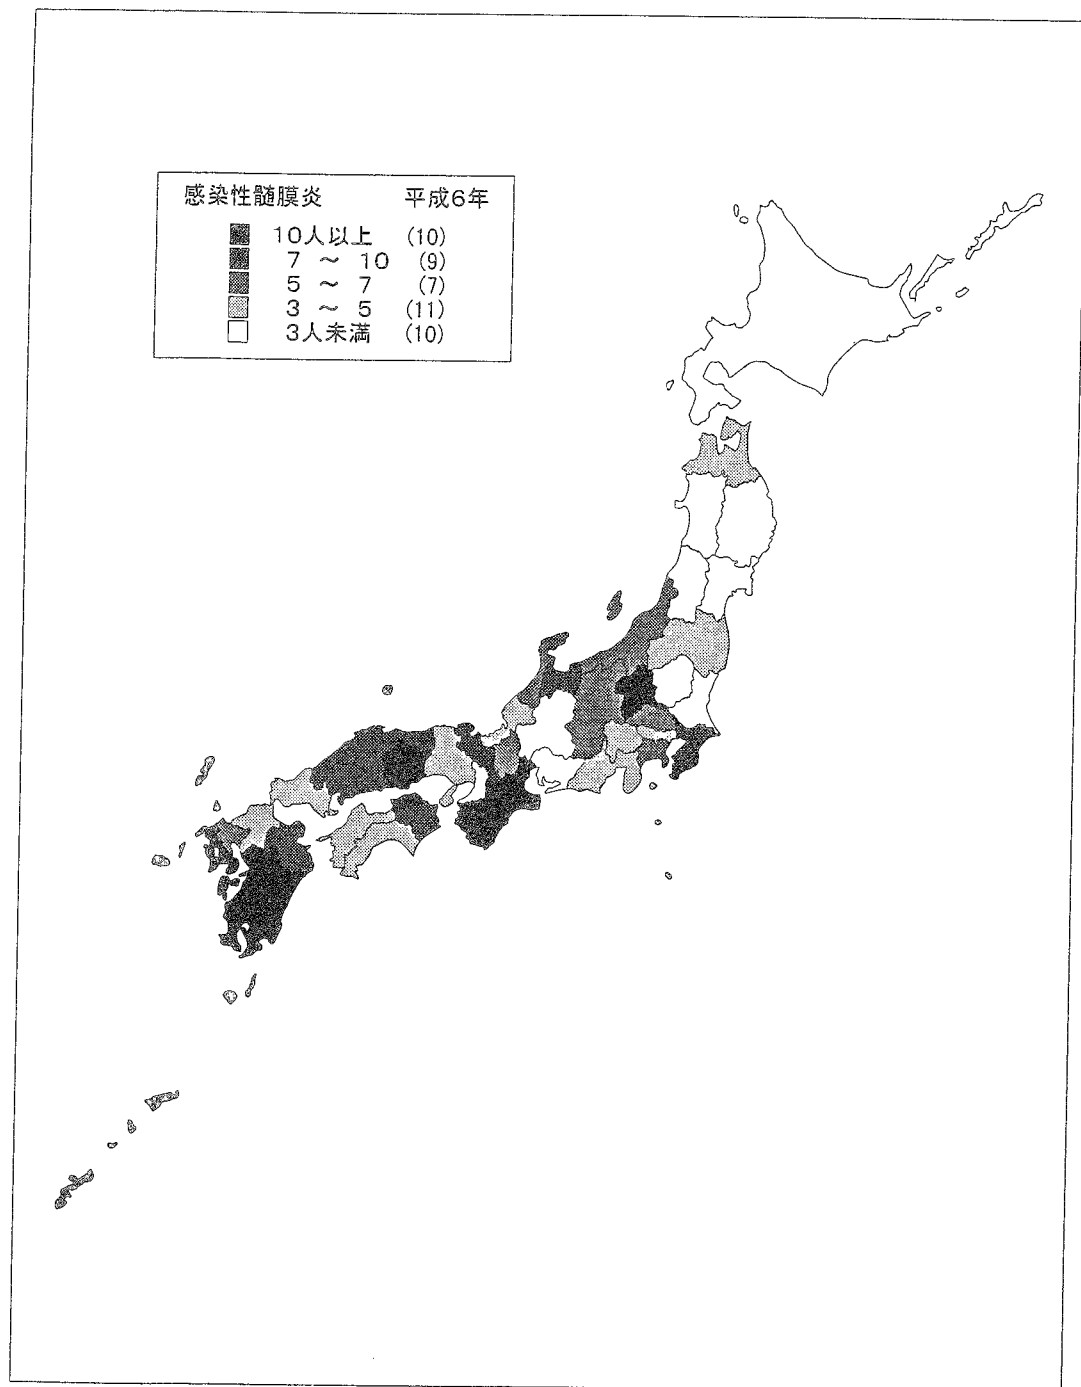 感染性髄膜炎 平成6年
10人以上 (10)
7 ～ 10 (9)
5 ～ 7 (7)
3 ～ 5 (11)
3人未満 (10)